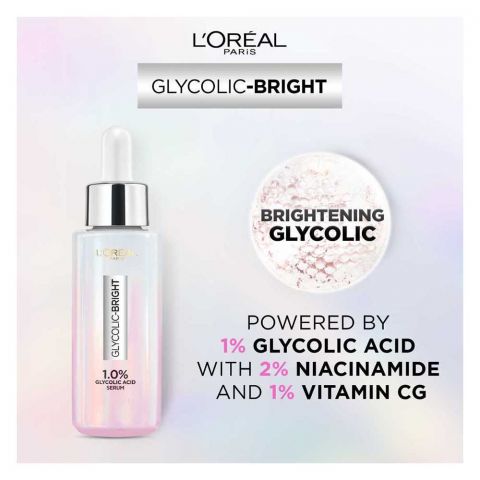 L'ORÉAL
PARIS
GLYCOLIC-BRIGHT
BRIGHTENING
GLYCOLIC
L'ORÉAL
PARIS
GLYCOLIC-BRIGHT
1.0%
GLYCOLIC ACID
SERUM
POWERED BY
1% GLYCOLIC ACID
WITH 2% NIACINAMIDE
AND 1% VITAMIN CG